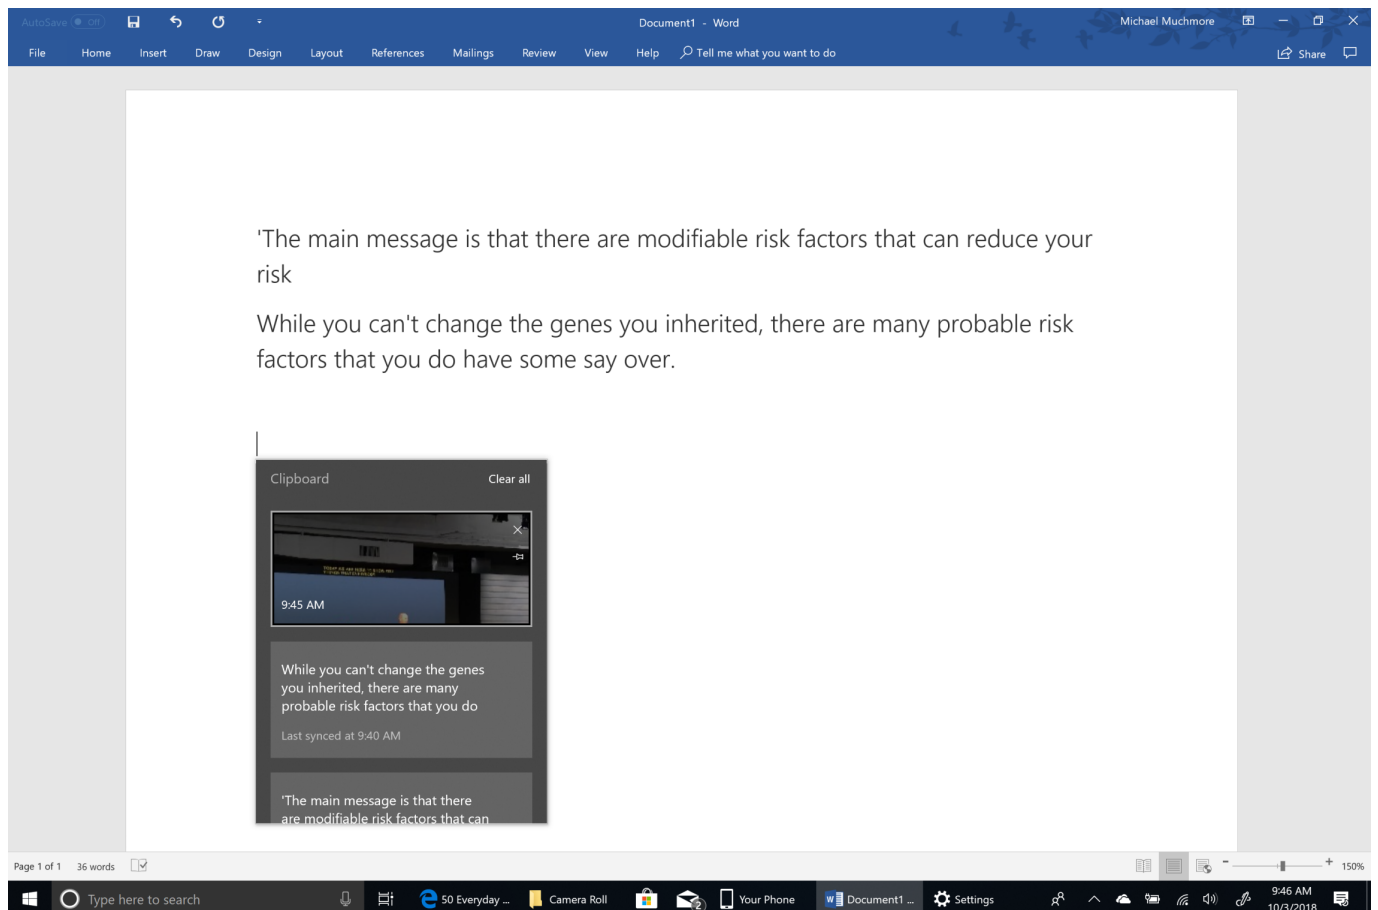 AutoSave Off
Document1 - Word
Michael Muchmore
File Home Insert Draw Design Layout References Mailings Review View Help Tell me what you want to do
Share
'The main message is that there are modifiable risk factors that can reduce your
risk
While you can't change the genes you inherited, there are many probable risk
factors that you do have some say over.
Clipboard Clear all
9:45 AM
While you can't change the genes
you inherited, there are many
probable risk factors that you do
Last synced at 9:40 AM
'The main message is that there
are modifiable risk factors that can
Page 1 of 1 36 words
150%
Type here to search
50 Everyday ...
Camera Roll
2
Your Phone
Document1 ...
Settings
9:46 AM
10/3/2018